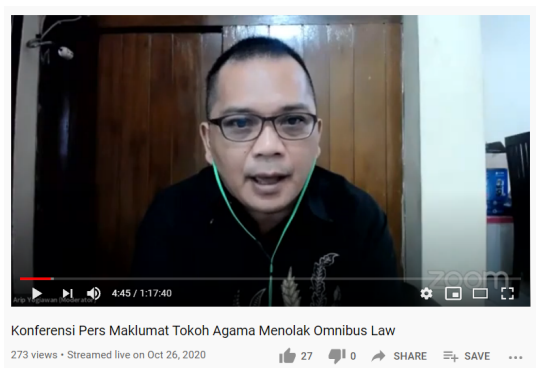 zoom
4:45 / 1:17:40
Arip Yogiawan (Moderator)
Konferensi Pers Maklumat Tokoh Agama Menolak Omnibus Law
273 views • Streamed live on Oct 26, 2020
27
0
SHARE
SAVE